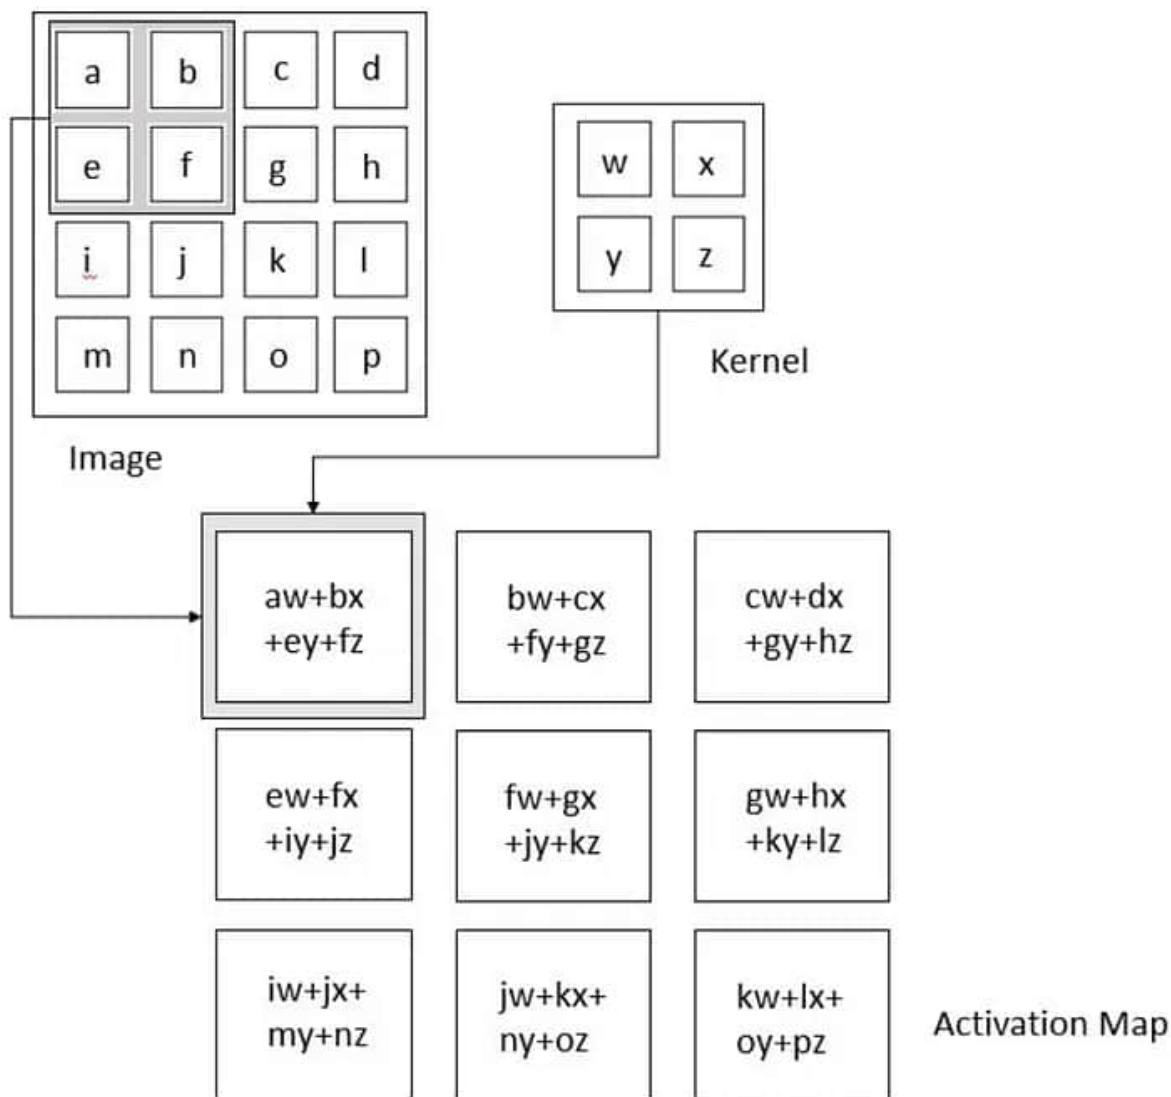 a b c d
e f g h
i j k l
m n o p
Image
w x
y z
Kernel
aw+bx
+ey+fz
bw+cx
+fy+gz
cw+dx
+gy+hz
ew+fx
+iy+jz
fw+gx
+jy+kz
gw+hx
+ky+lz
iw+jx+
my+nz
jw+kx+
ny+oz
kw+lx+
oy+pz
Activation Map